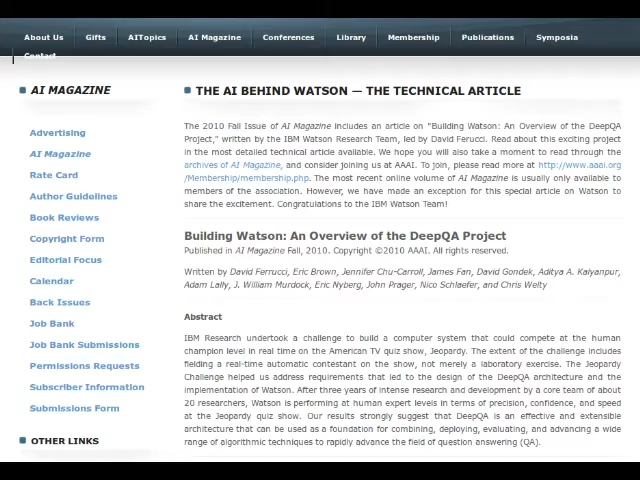 About Us Gifts AITopics AI Magazine Conferences Library Membership Publications Symposia
Contact
AI MAGAZINE
Advertising
AI Magazine
Rate Card
Author Guidelines
Book Reviews
Copyright Form
Editorial Focus
Calendar
Back Issues
Job Bank
Job Bank Submissions
Permissions Requests
Subscriber Information
Submissions Form
OTHER LINKS
THE AI BEHIND WATSON — THE TECHNICAL ARTICLE
The 2010 Fall Issue of AI Magazine includes an article on "Building Watson: An Overview of the DeepQA
Project," written by the IBM Watson Research Team, led by David Ferucci. Read about this exciting project
in the most detailed technical article available. We hope you will also take a moment to read through the
archives of AI Magazine, and consider joining us at AAAI. To join, please read more at http://www.aaai.org
/Membership/membership.php. The most recent online volume of AI Magazine is usually only available to
members of the association. However, we have made an exception for this special article on Watson to
share the excitement. Congratulations to the IBM Watson Team!
Building Watson: An Overview of the DeepQA Project
Published in AI Magazine Fall, 2010. Copyright ©2010 AAAI. All rights reserved.
Written by David Ferrucci, Eric Brown, Jennifer Chu-Carroll, James Fan, David Gondek, Aditya A. Kalyanpur,
Adam Lally, J. William Murdock, Eric Nyberg, John Prager, Nico Schlaefer, and Chris Welty
Abstract
IBM Research undertook a challenge to build a computer system that could compete at the human
champion level in real time on the American TV quiz show, Jeopardy. The extent of the challenge includes
fielding a real-time automatic contestant on the show, not merely a laboratory exercise. The Jeopardy
Challenge helped us address requirements that led to the design of the DeepQA architecture and the
implementation of Watson. After three years of intense research and development by a core team of about
20 researchers, Watson is performing at human expert levels in terms of precision, confidence, and speed
at the Jeopardy quiz show. Our results strongly suggest that DeepQA is an effective and extensible
architecture that can be used as a foundation for combining, deploying, evaluating, and advancing a wide
range of algorithmic techniques to rapidly advance the field of question answering (QA).